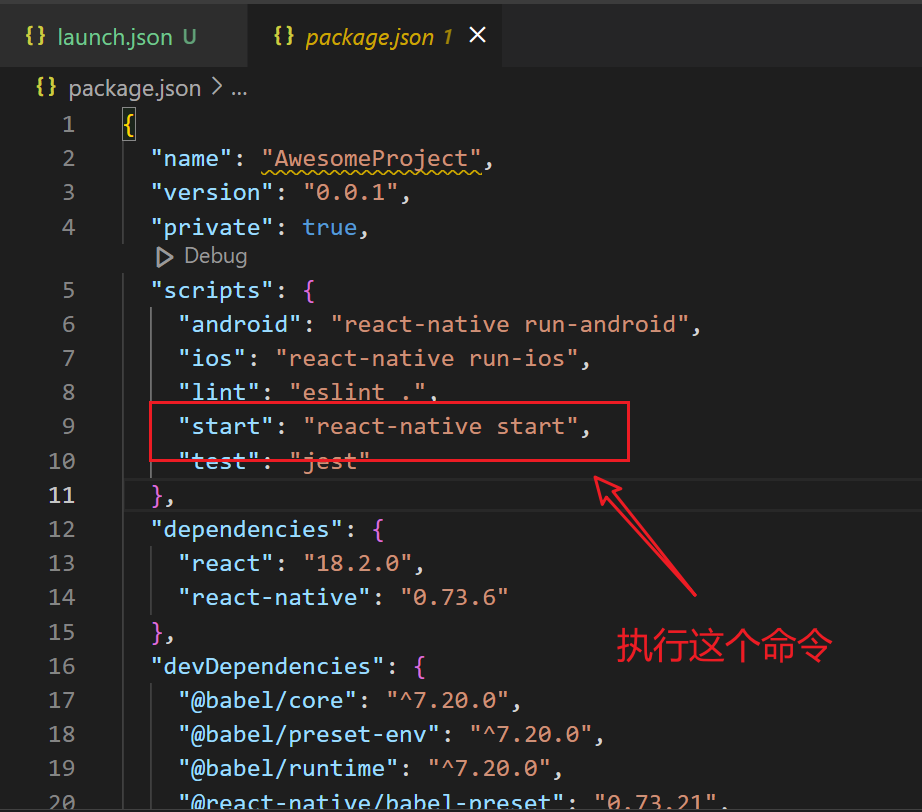 {} launch.json U {} package.json 1 ×
{} package.json > ...
1 {
2 "name": "AwesomeProject",
3 "version": "0.0.1",
4 "private": true,
Debug
5 "scripts": {
6 "android": "react-native run-android",
7 "ios": "react-native run-ios",
8 "lint": "eslint .",
9 "start": "react-native start",
10 "test": "jest"
11 },
12 "dependencies": {
13 "react": "18.2.0",
14 "react-native": "0.73.6"
15 },
执行这个命令
16 "devDependencies": {
17 "@babel/core": "^7.20.0",
18 "@babel/preset-env": "^7.20.0",
19 "@babel/runtime": "^7.20.0",
20 "@react-native/babel-preset": "0.73.21",